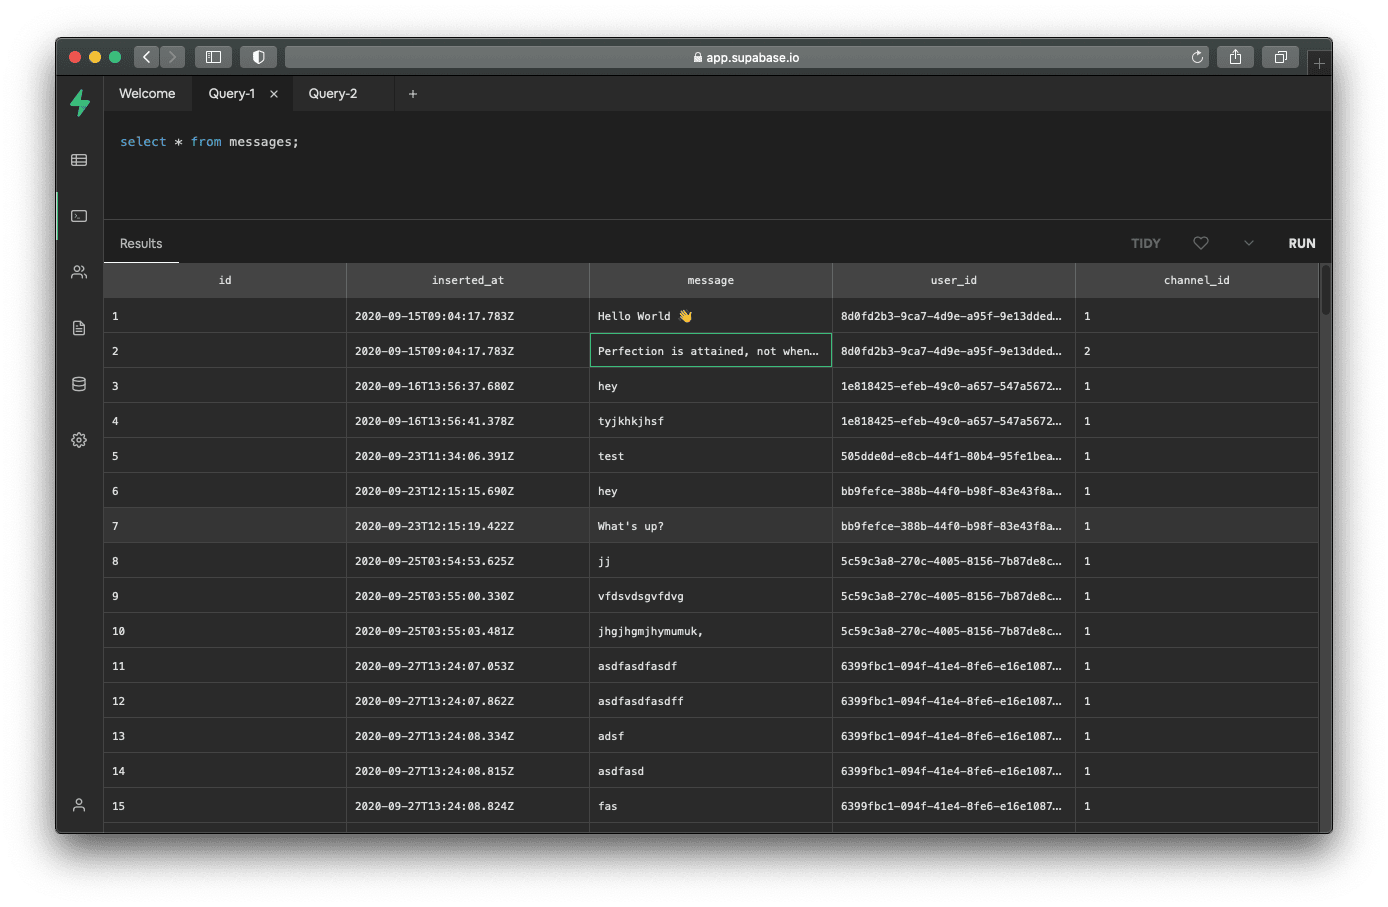 app.supabase.io
Welcome Query-1 × Query-2 +
select * from messages;
Results TIDY RUN
id inserted_at message user_id channel_id
1 2020-09-15T09:04:17.783Z Hello World 👋 8d0fd2b3-9ca7-4d9e-a95f-9e13dded... 1
2 2020-09-15T09:04:17.783Z Perfection is attained, not when... 8d0fd2b3-9ca7-4d9e-a95f-9e13dded... 2
3 2020-09-16T13:56:37.680Z hey 1e818425-efeb-49c0-a657-547a5672... 1
4 2020-09-16T13:56:41.378Z tyjkhkjhsf 1e818425-efeb-49c0-a657-547a5672... 1
5 2020-09-23T11:34:06.391Z test 505dde0d-e8cb-44f1-80b4-95fe1bea... 1
6 2020-09-23T12:15:15.690Z hey bb9fefce-388b-44f0-b98f-83e43f8a... 1
7 2020-09-23T12:15:19.422Z What's up? bb9fefce-388b-44f0-b98f-83e43f8a... 1
8 2020-09-25T03:54:53.625Z jj 5c59c3a8-270c-4005-8156-7b87de8c... 1
9 2020-09-25T03:55:00.330Z vfdsvdsgvfdvg 5c59c3a8-270c-4005-8156-7b87de8c... 1
10 2020-09-25T03:55:03.481Z jhgjhgmjhymumuk, 5c59c3a8-270c-4005-8156-7b87de8c... 1
11 2020-09-27T13:24:07.053Z asdfasdfasdf 6399fbc1-094f-41e4-8fe6-e16e1087... 1
12 2020-09-27T13:24:07.862Z asdfasdfasdff 6399fbc1-094f-41e4-8fe6-e16e1087... 1
13 2020-09-27T13:24:08.334Z adsf 6399fbc1-094f-41e4-8fe6-e16e1087... 1
14 2020-09-27T13:24:08.815Z asdfasd 6399fbc1-094f-41e4-8fe6-e16e1087... 1
15 2020-09-27T13:24:08.824Z fas 6399fbc1-094f-41e4-8fe6-e16e1087... 1